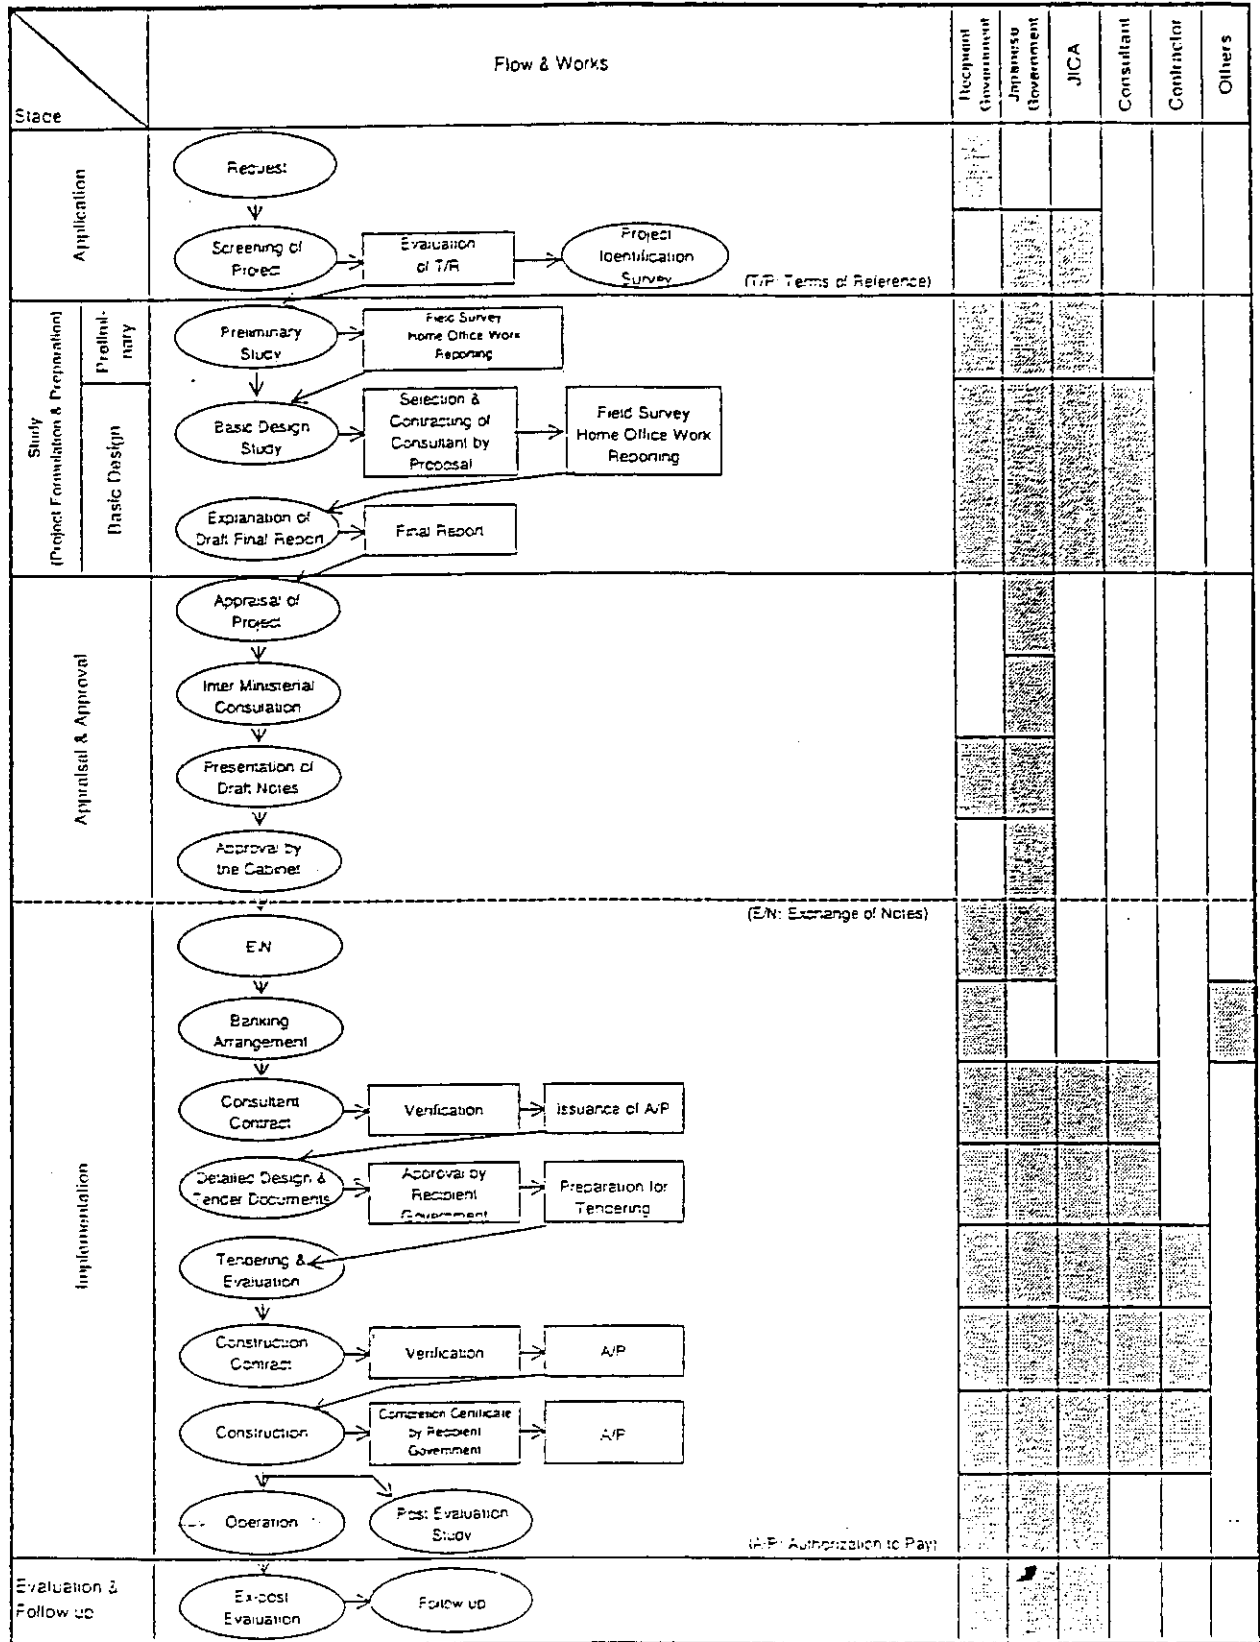 Stage
Flow & Works
Recipient
Government
Japanese
Government
JICA
Consultant
Contractor
Others
Application
Request
Screening of
Project
Evaluation
of T/R
Project
Identification
Survey
(T/R: Terms of Reference)
Study
(Project Formulation & Preparation)
Prelimi-
nary
Preliminary
Study
Field Survey
Home Office Work
Reporting
Basic Design
Basic Design
Study
Selection &
Contracting of
Consultant by
Proposal
Field Survey
Home Office Work
Reporting
Explanation of
Draft Final Report
Final Report
Appraisal & Approval
Appraisal of
Project
Inter Ministerial
Consulation
Presentation of
Draft Notes
Approval by
the Cabinet
Implementation
(E/N: Exchange of Notes)
E/N
Banking
Arrangement
Consultant
Contract
Verification
Issuance of A/P
Detailed Design &
Tender Documents
Approval by
Recipient
Government
Preparation for
Tendering
Tendering &
Evaluation
Construction
Contract
Verification
A/P
Construction
Completion Certificate
by Recipient
Government
A/P
Operation
Post Evaluation
Study
(A/P: Authorization to Pay)
Evaluation &
Follow up
Ex-post
Evaluation
Follow up